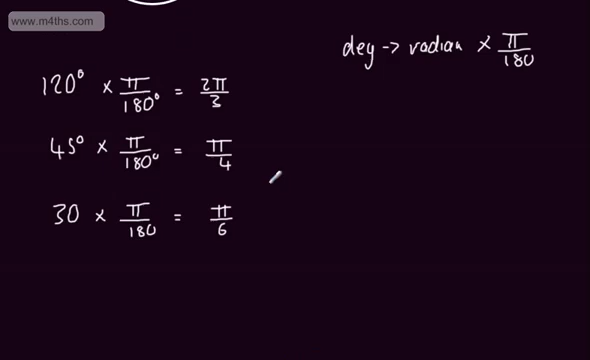 www.m4ths.com
deg -> radian × π/180
120° × π/180° = 2π/3
45° × π/180° = π/4
30 × π/180 = π/6